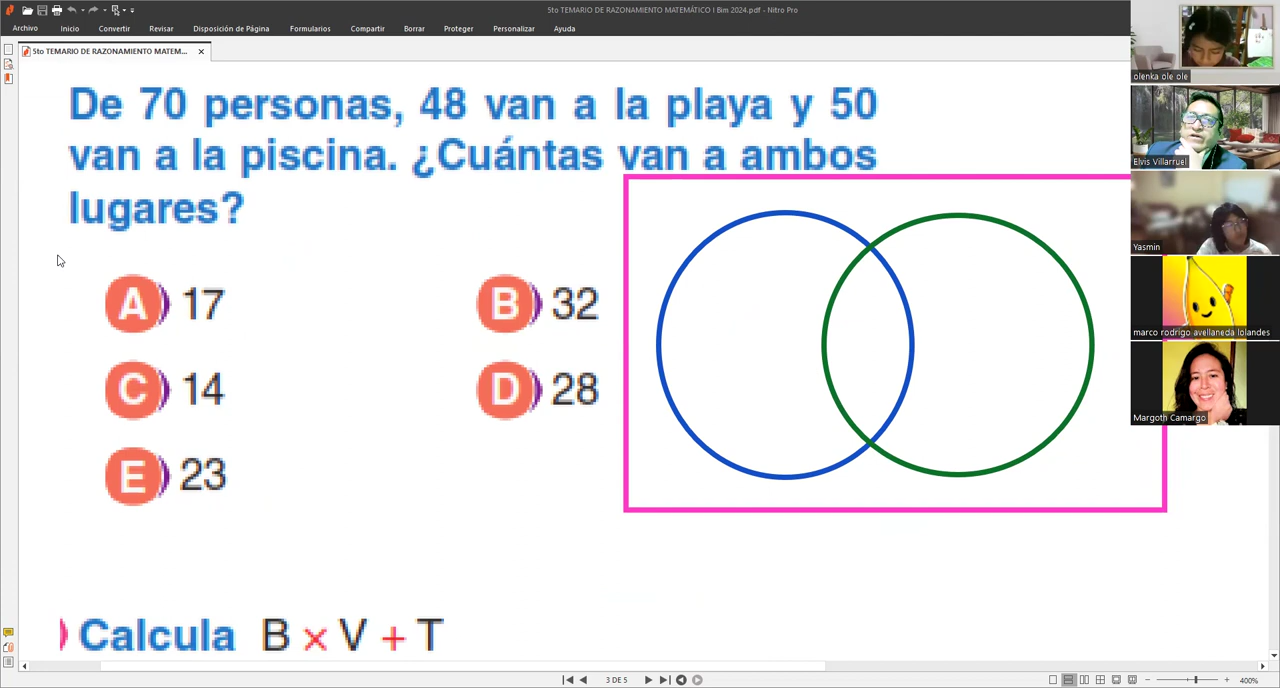 5to TEMARIO DE RAZONAMIENTO MATEMÁTICO I Bim 2024.pdf - Nitro Pro
Archivo Inicio Convertir Revisar Disposición de Página Formularios Compartir Borrar Proteger Personalizar Ayuda
5to TEMARIO DE RAZONAMIENTO MATEM... ×
De 70 personas, 48 van a la playa y 50
van a la piscina. ¿Cuántas van a ambos
lugares?
A) 17
B) 32
C) 14
D) 28
E) 23
) Calcula B × V + T
olenka ole ole
Elvis Villarruel
Yasmin
marco rodrigo avellaneda lolandes
Margoth Camargo
3 DE 5
400%